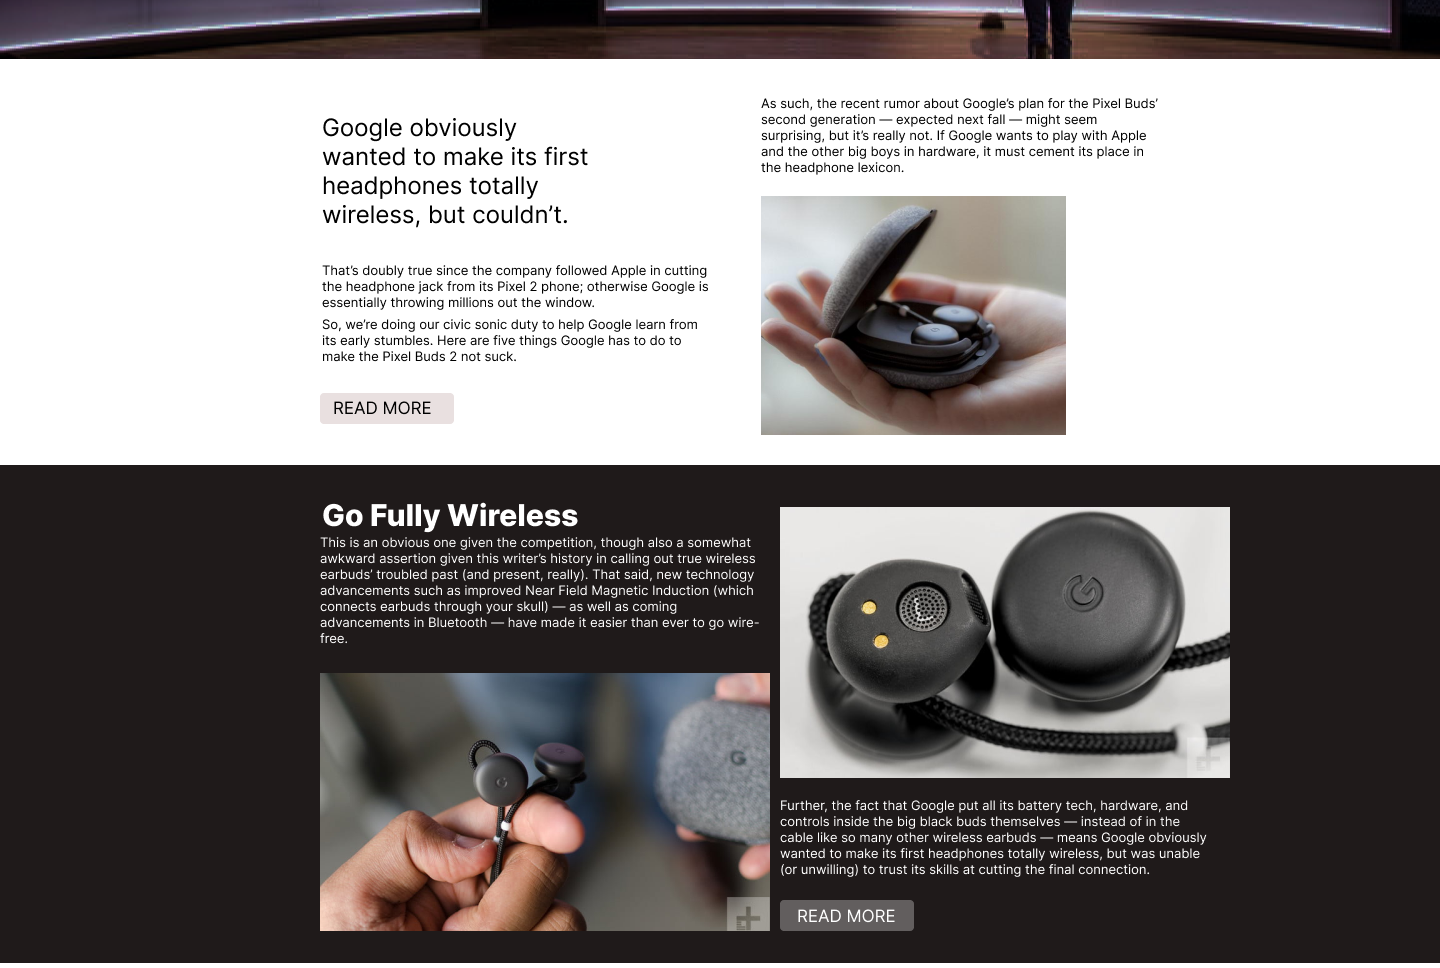 Google obviously
wanted to make its first
headphones totally
wireless, but couldn’t.
That’s doubly true since the company followed Apple in cutting
the headphone jack from its Pixel 2 phone; otherwise Google is
essentially throwing millions out the window.
So, we’re doing our civic sonic duty to help Google learn from
its early stumbles. Here are five things Google has to do to
make the Pixel Buds 2 not suck.
READ MORE
As such, the recent rumor about Google’s plan for the Pixel Buds’
second generation — expected next fall — might seem
surprising, but it’s really not. If Google wants to play with Apple
and the other big boys in hardware, it must cement its place in
the headphone lexicon.
Go Fully Wireless
This is an obvious one given the competition, though also a somewhat
awkward assertion given this writer’s history in calling out true wireless
earbuds’ troubled past (and present, really). That said, new technology
advancements such as improved Near Field Magnetic Induction (which
connects earbuds through your skull) — as well as coming
advancements in Bluetooth — have made it easier than ever to go wire-
free.
Further, the fact that Google put all its battery tech, hardware, and
controls inside the big black buds themselves — instead of in the
cable like so many other wireless earbuds — means Google obviously
wanted to make its first headphones totally wireless, but was unable
(or unwilling) to trust its skills at cutting the final connection.
READ MORE